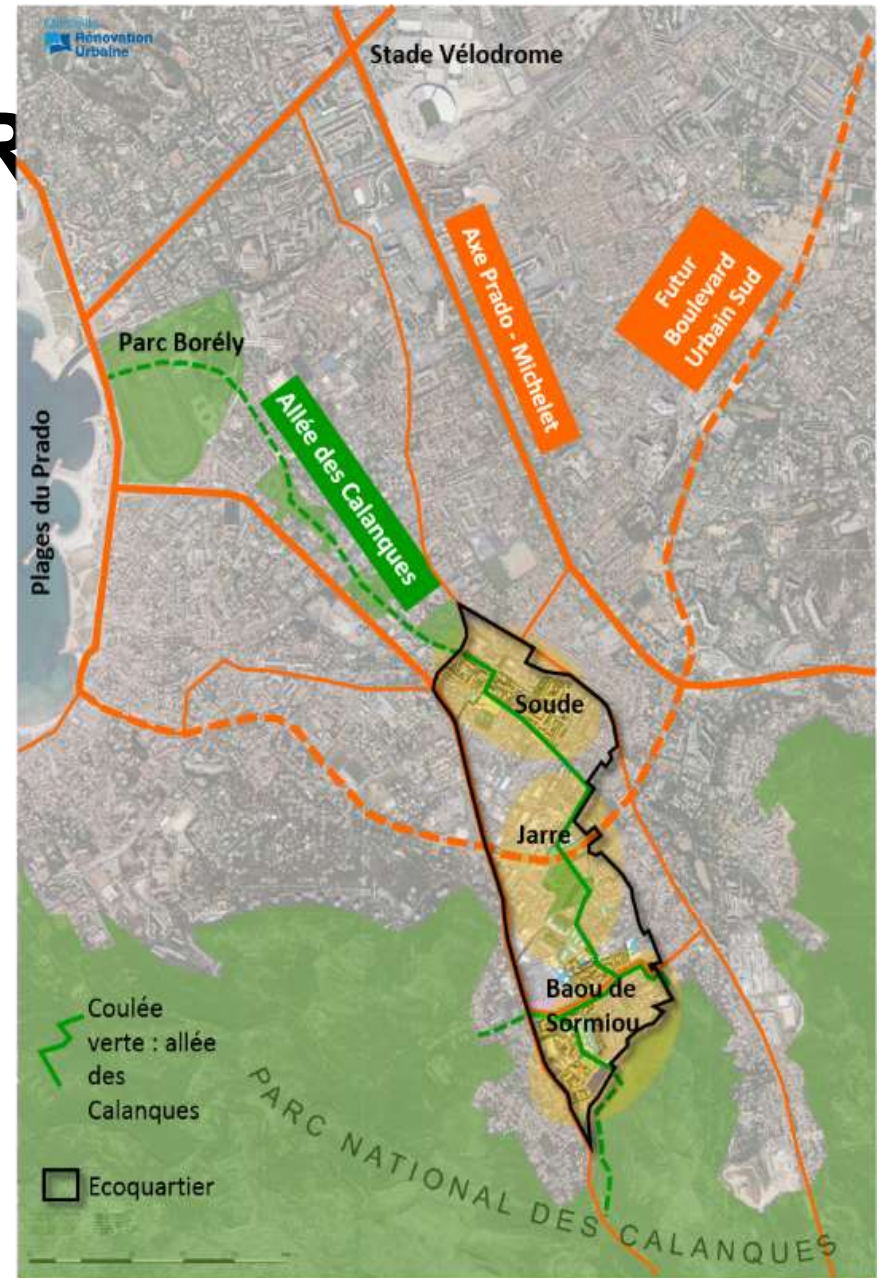 Marseille
Rénovation
Urbaine
R
Stade Vélodrome
Axe Prado - Michelet
Futur
Boulevard
Urbain Sud
Parc Borély
Allée des Calanques
Plages du Prado
Soude
Jarre
Baou de
Sormiou
Coulée
verte : allée
des
Calanques
Ecoquartier
PARC NATIONAL DES CALANQUES